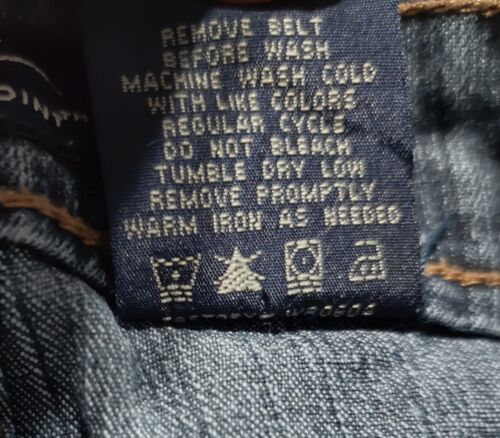 REMOVE BELT
BEFORE WASH
MACHINE WASH COLD
WITH LIKE COLORS
REGULAR CYCLE
DO NOT BLEACH
TUMBLE DRY LOW
REMOVE PROMPTLY
WARM IRON AS NEEDED